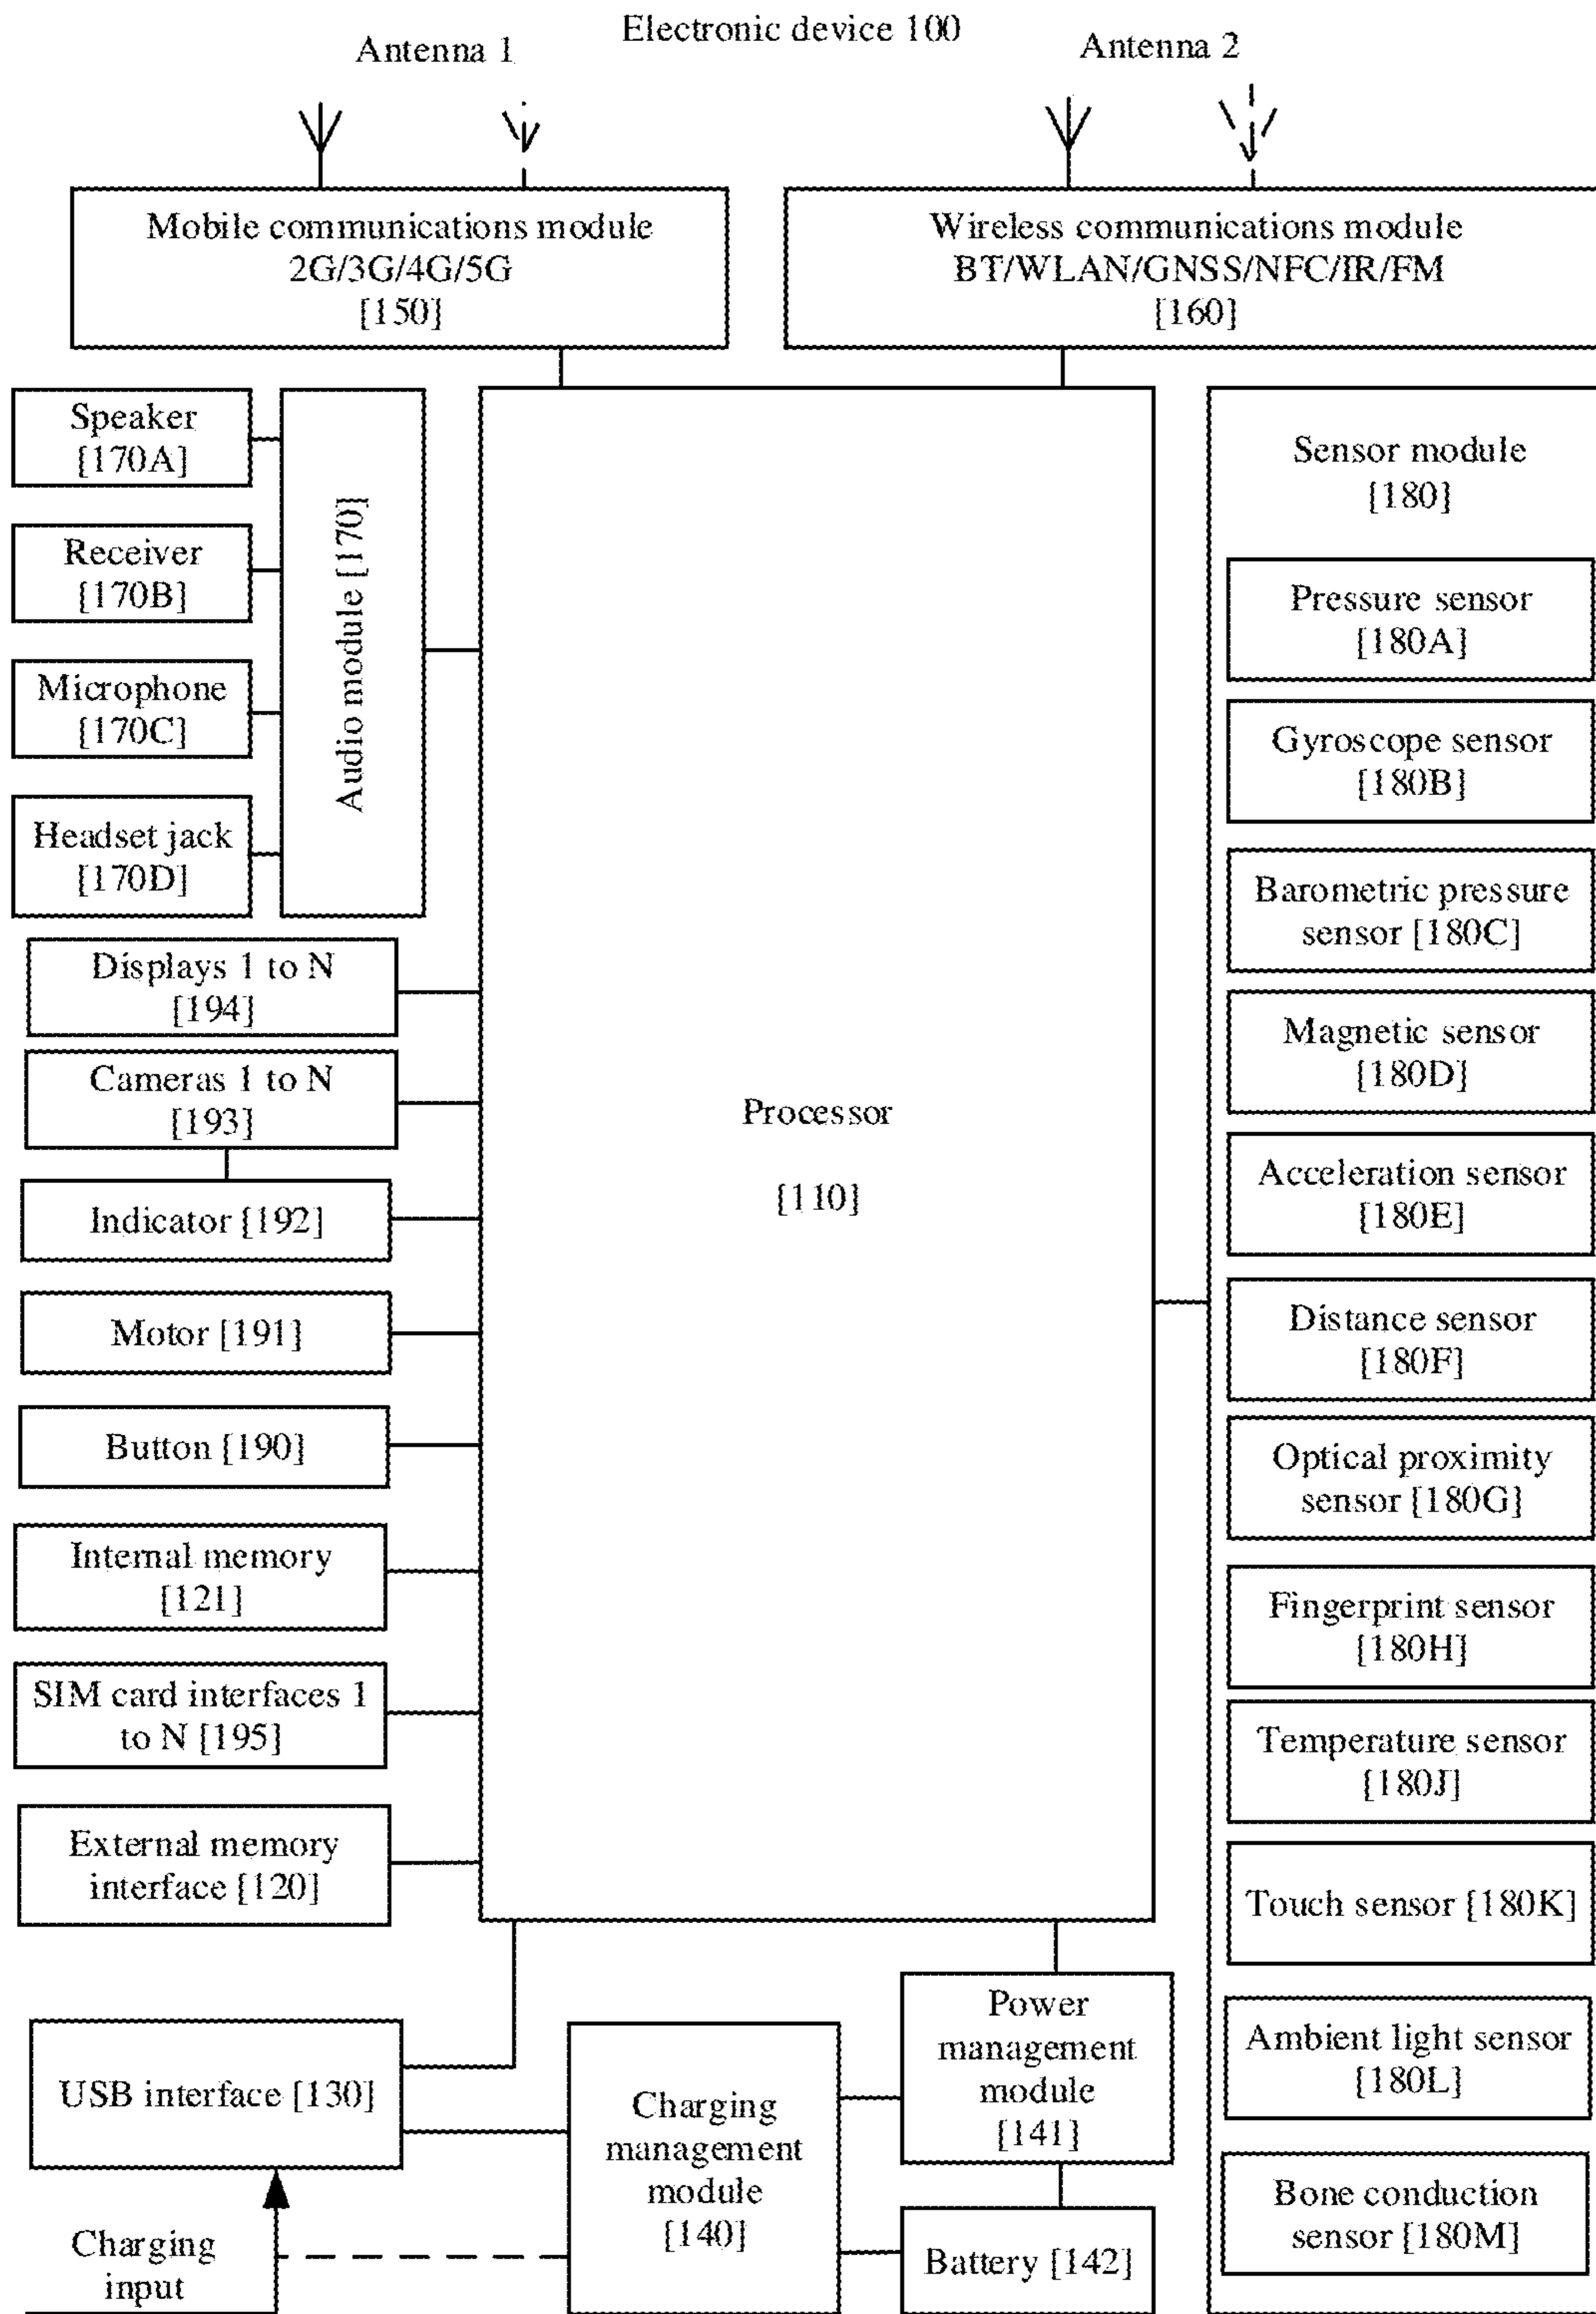 Electronic device 100
Antenna 1
Antenna 2
Mobile communications module
2G/3G/4G/5G
[150]
Wireless communications module
BT/WLAN/GNSS/NFC/IR/FM
[160]
Speaker
[170A]
Receiver
[170B]
Microphone
[170C]
Headset jack
[170D]
Audio module [170]
Displays 1 to N
[194]
Cameras 1 to N
[193]
Indicator [192]
Motor [191]
Button [190]
Internal memory
[121]
SIM card interfaces 1
to N [195]
External memory
interface [120]
Processor
[110]
Sensor module
[180]
Pressure sensor
[180A]
Gyroscope sensor
[180B]
Barometric pressure
sensor [180C]
Magnetic sensor
[180D]
Acceleration sensor
[180E]
Distance sensor
[180F]
Optical proximity
sensor [180G]
Fingerprint sensor
[180H]
Temperature sensor
[180J]
Touch sensor [180K]
Ambient light sensor
[180L]
Bone conduction
sensor [180M]
USB interface [130]
Charging
input
Charging
management
module
[140]
Power
management
module
[141]
Battery [142]